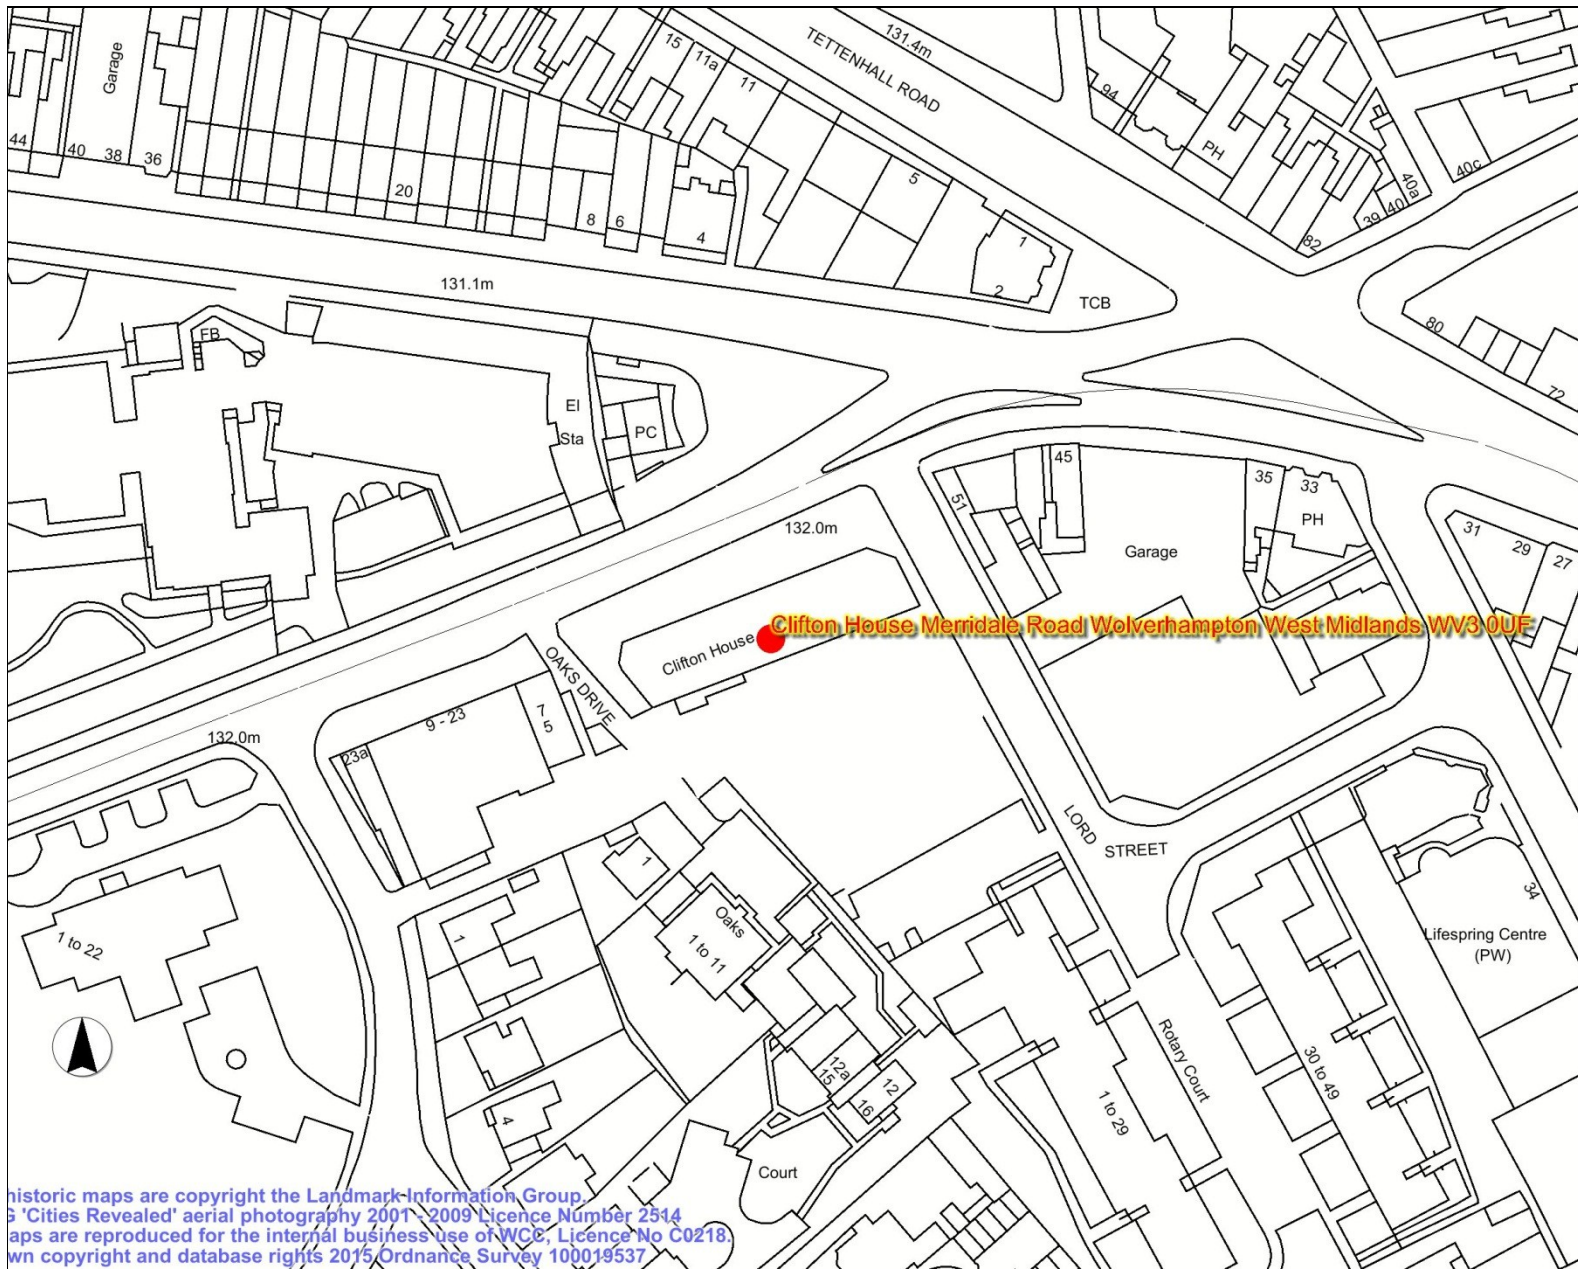 131.4m
TETTENHALL ROAD
15
11a
11
94
PH
Garage
44
40
38
36
20
8
6
4
5
1
2
TCB
82
39
40
40a
40c
80
72
131.1m
FB
El
Sta
PC
132.0m
51
45
Garage
35
33
PH
31
29
27
Clifton House
Clifton House Merridale Road Wolverhampton West Midlands WV3 0UF
OAKS DRIVE
7
5
9 - 23
23a
132.0m
LORD
STREET
34
Lifespring Centre
(PW)
1
Oaks
1 to 11
1
1 to 22
12a
15
12
16
4
Court
Rotary Court
1 to 29
30 to 49
historic maps are copyright the Landmark Information Group.
G 'Cities Revealed' aerial photography 2001 - 2009 Licence Number 2514
aps are reproduced for the internal business use of WCC, Licence No C0218.
wn copyright and database rights 2015 Ordnance Survey 100019537